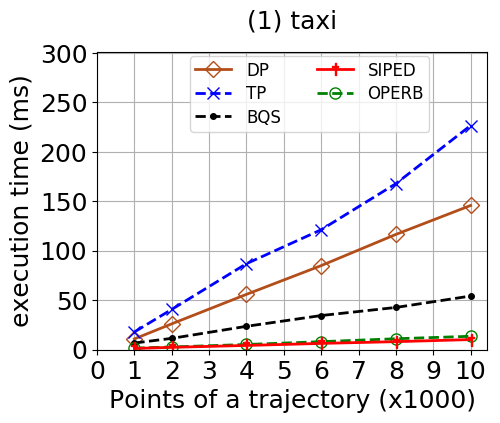 (1) taxi
execution time (ms)
300
250
200
150
100
50
0
DP
TP
BQS
SIPED
OPERB
0 1 2 3 4 5 6 7 8 9 10
Points of a trajectory (x1000)